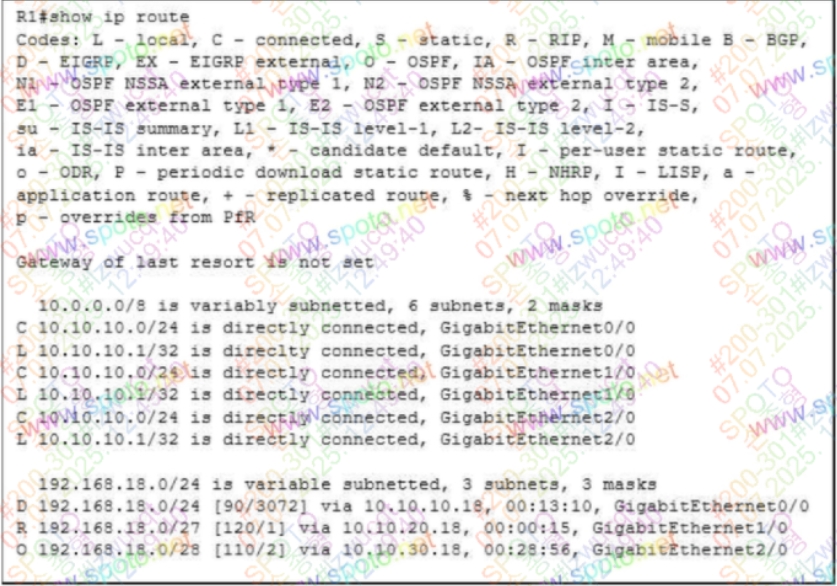 R1#show ip route
Codes: L - local, C - connected, S - static, R - RIP, M - mobile B - BGP,
D - EIGRP, EX - EIGRP external, O - OSPF, IA - OSPF inter area,
N1 - OSPF NSSA external type 1, N2 - OSPF NSSA external type 2,
E1 - OSPF external type 1, E2 - OSPF external type 2, I - IS-S,
su - IS-IS summary, L1 - IS-IS level-1, L2- IS-IS level-2,
ia - IS-IS inter area, * - candidate default, I - per-user static route,
o - ODR, P - periodic download static route, H - NHRP, I - LISP, a -
application route, + - replicated route, % - next hop override,
p - overrides from PfR
Gateway of last resort is not set
10.0.0.0/8 is variably subnetted, 6 subnets, 2 masks
C 10.10.10.0/24 is directly connected, GigabitEthernet0/0
L 10.10.10.1/32 is direclty connected, GigabitEthernet0/0
C 10.10.10.0/24 is directly connected, GigabitEthernet1/0
L 10.10.10.1/32 is directly connected, GigabitEthernet1/0
C 10.10.10.0/24 is directly connected, GigabitEthernet2/0
L 10.10.10.1/32 is directly connected, GigabitEthernet2/0
192.168.18.0/24 is variable subnetted, 3 subnets, 3 masks
D 192.168.18.0/24 [90/3072] via 10.10.10.18, 00:13:10, GigabitEthernet0/0
R 192.168.18.0/27 [120/1] via 10.10.20.18, 00:00:15, GigabitEthernet1/0
O 192.168.18.0/28 [110/2] via 10.10.30.18, 00:28:56, GigabitEthernet2/0